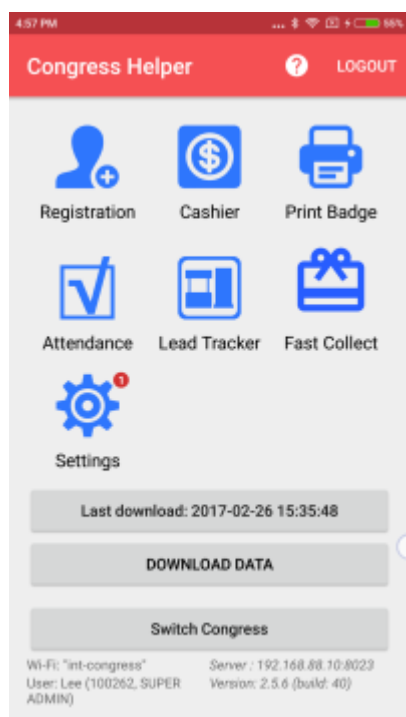 4:57 PM ... 55%
Congress Helper ? LOGOUT
Registration Cashier Print Badge
Attendance Lead Tracker Fast Collect
1
Settings
Last download: 2017-02-26 15:35:48
DOWNLOAD DATA
Switch Congress
Wi-Fi: "int-congress" Server : 192.168.88.10:8023
User: Lee (100262, SUPER Version: 2.5.6 (build: 40)
ADMIN)